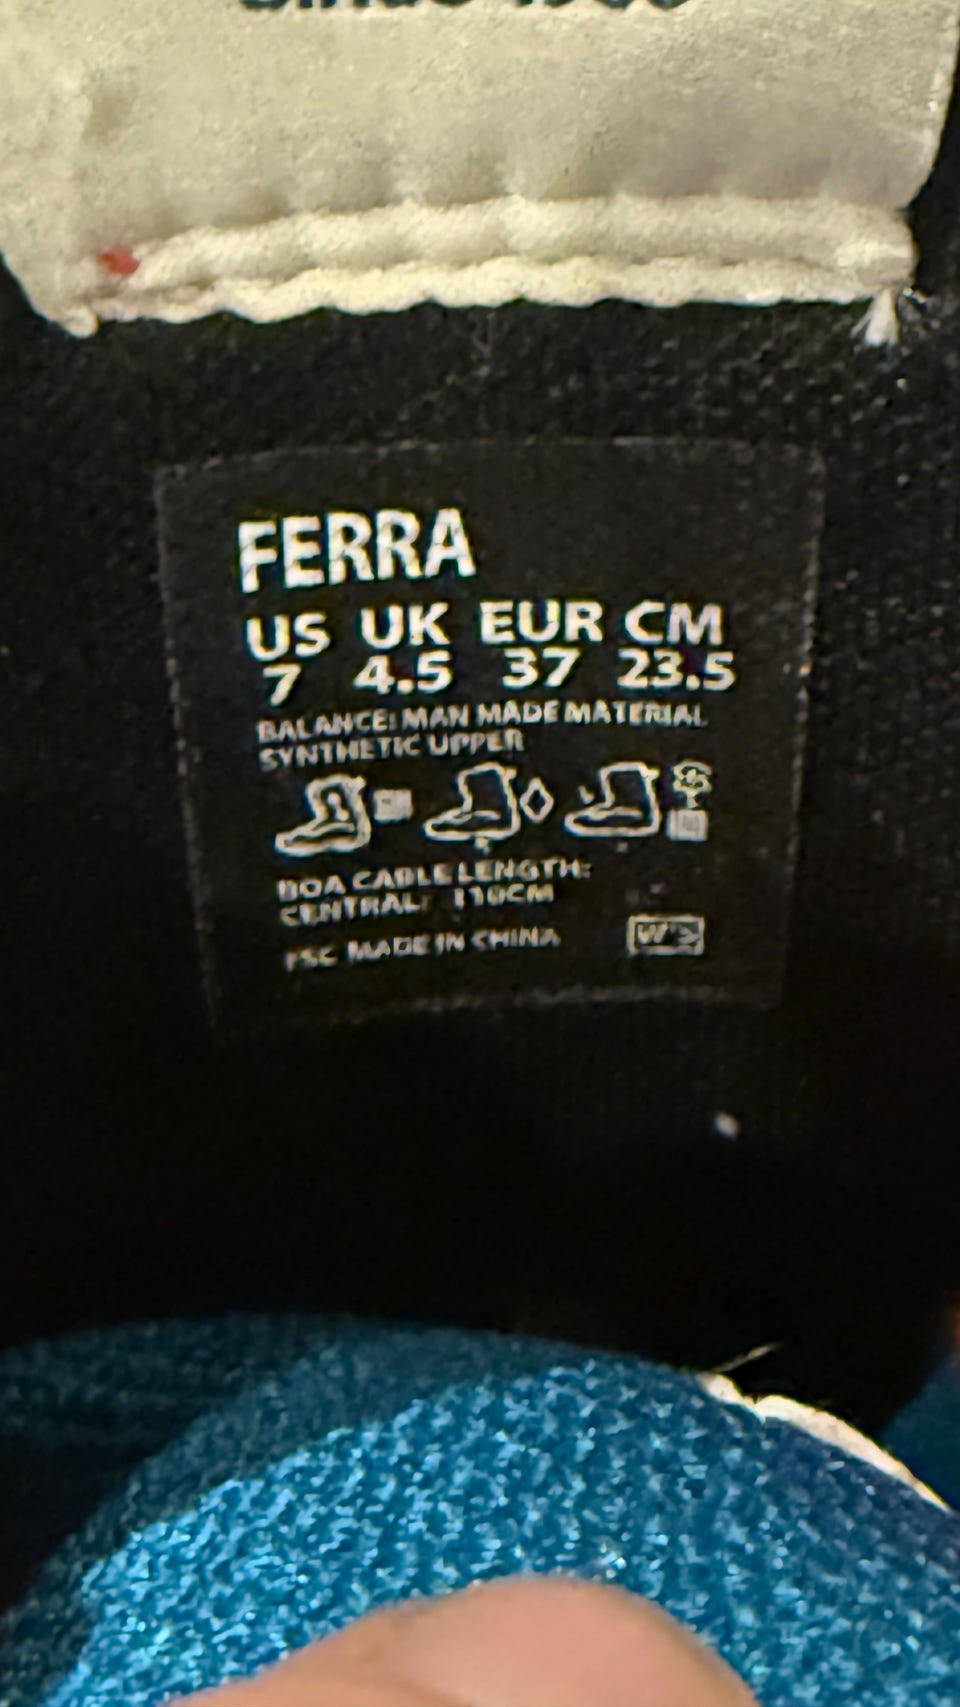 FERRA
US UK EUR CM
7 4.5 37 23.5
BALANCE: MAN MADE MATERIAL
SYNTHETIC UPPER
BOA CABLE LENGTH:
CENTRAL: 110CM
MADE IN CHINA
W'S